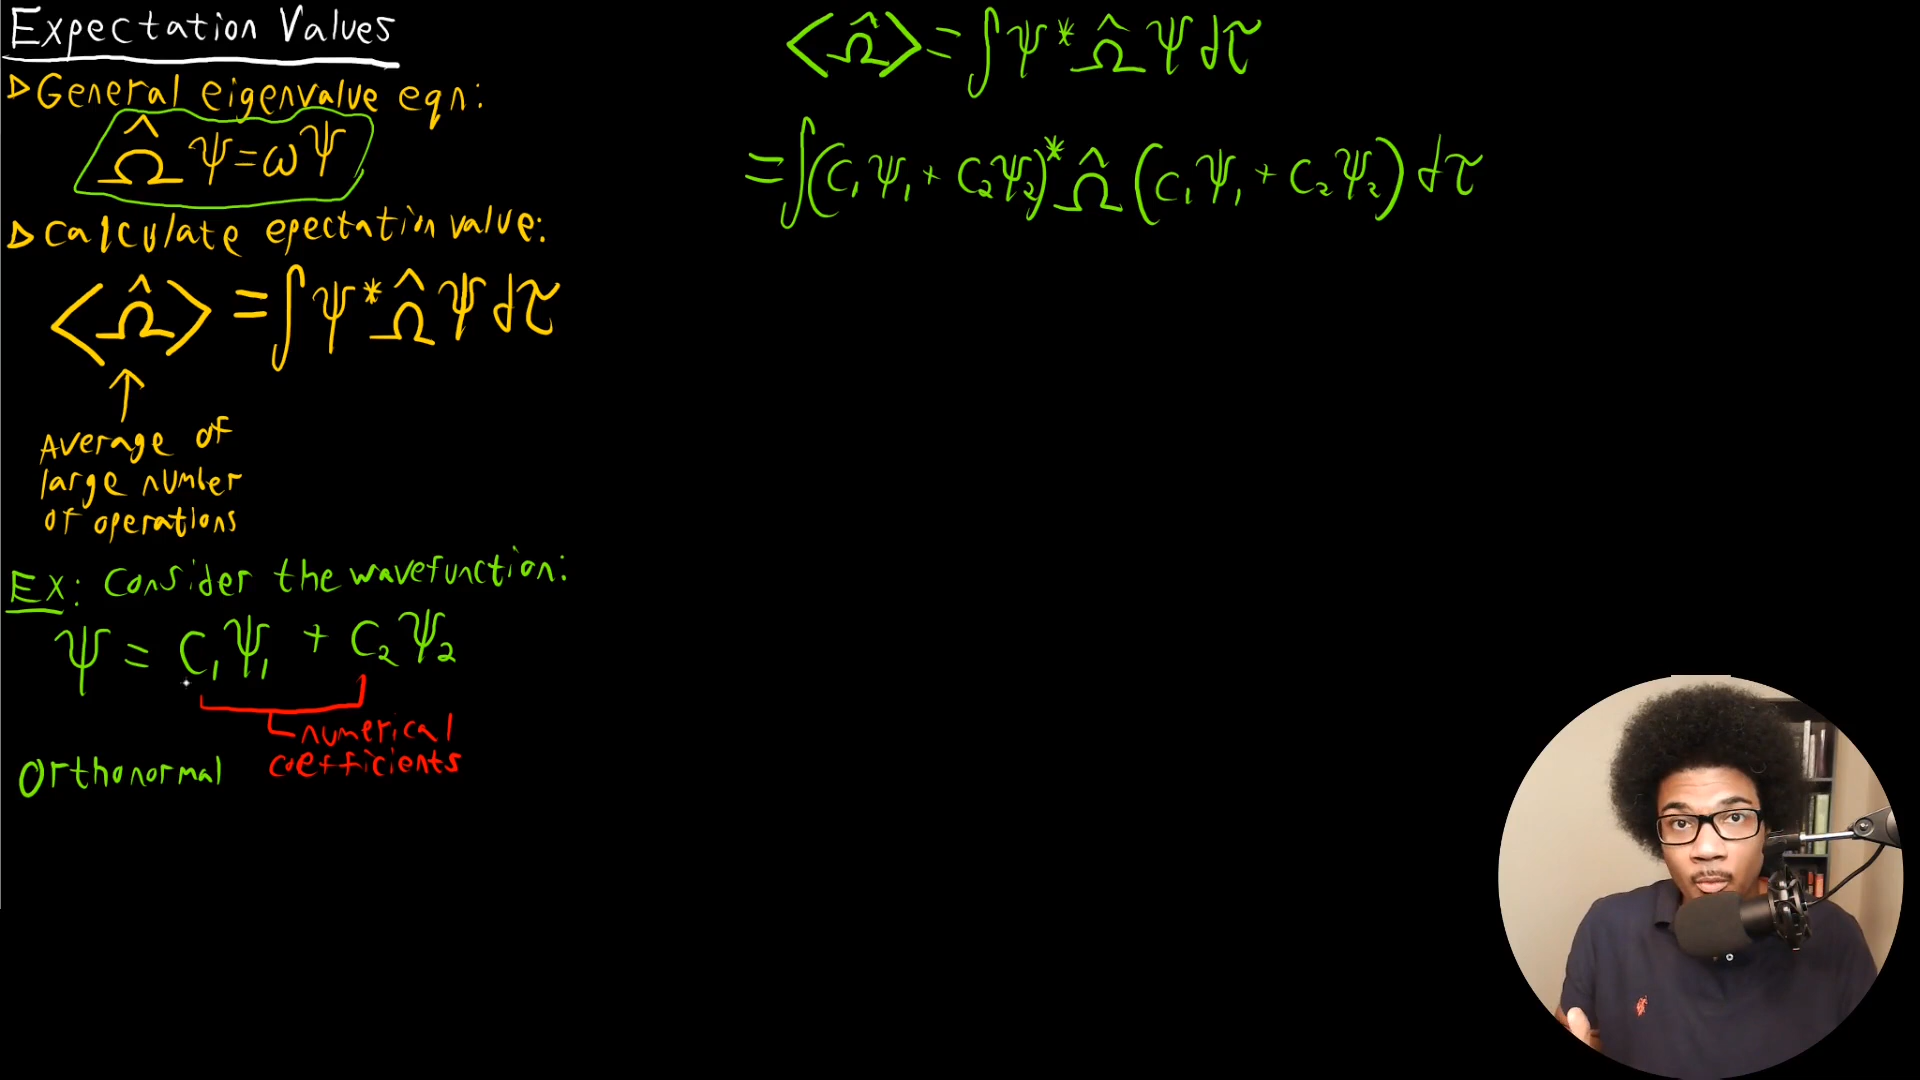 Expectation Values
▷General eigenvalue eqn:
Ω̂ψ=ωψ
▷Calculate epectation value:
<Ω̂> =∫ψ*Ω̂ψdτ
↑
Average of
large number
of operations
Ex: Consider the wavefunction:
ψ = C₁ψ₁ + C₂ψ₂
numerical
coefficients
Orthonormal
<Ω̂>=∫ψ*Ω̂ψdτ
=∫(C₁ψ₁+C₂ψ₂)*Ω̂(C₁ψ₁+C₂ψ₂)dτ